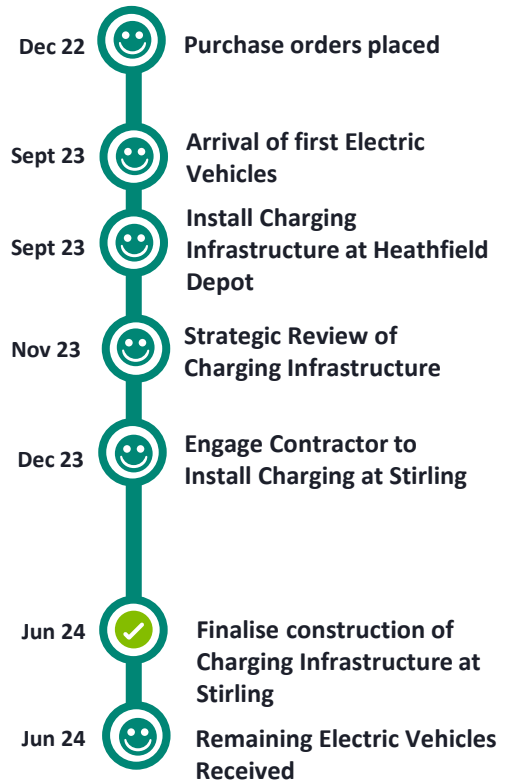 Dec 22 Purchase orders placed
Sept 23 Arrival of first Electric
Vehicles
Sept 23 Install Charging
Infrastructure at Heathfield
Depot
Nov 23 Strategic Review of
Charging Infrastructure
Dec 23 Engage Contractor to
Install Charging at Stirling
Jun 24 Finalise construction of
Charging Infrastructure at
Stirling
Jun 24 Remaining Electric Vehicles
Received